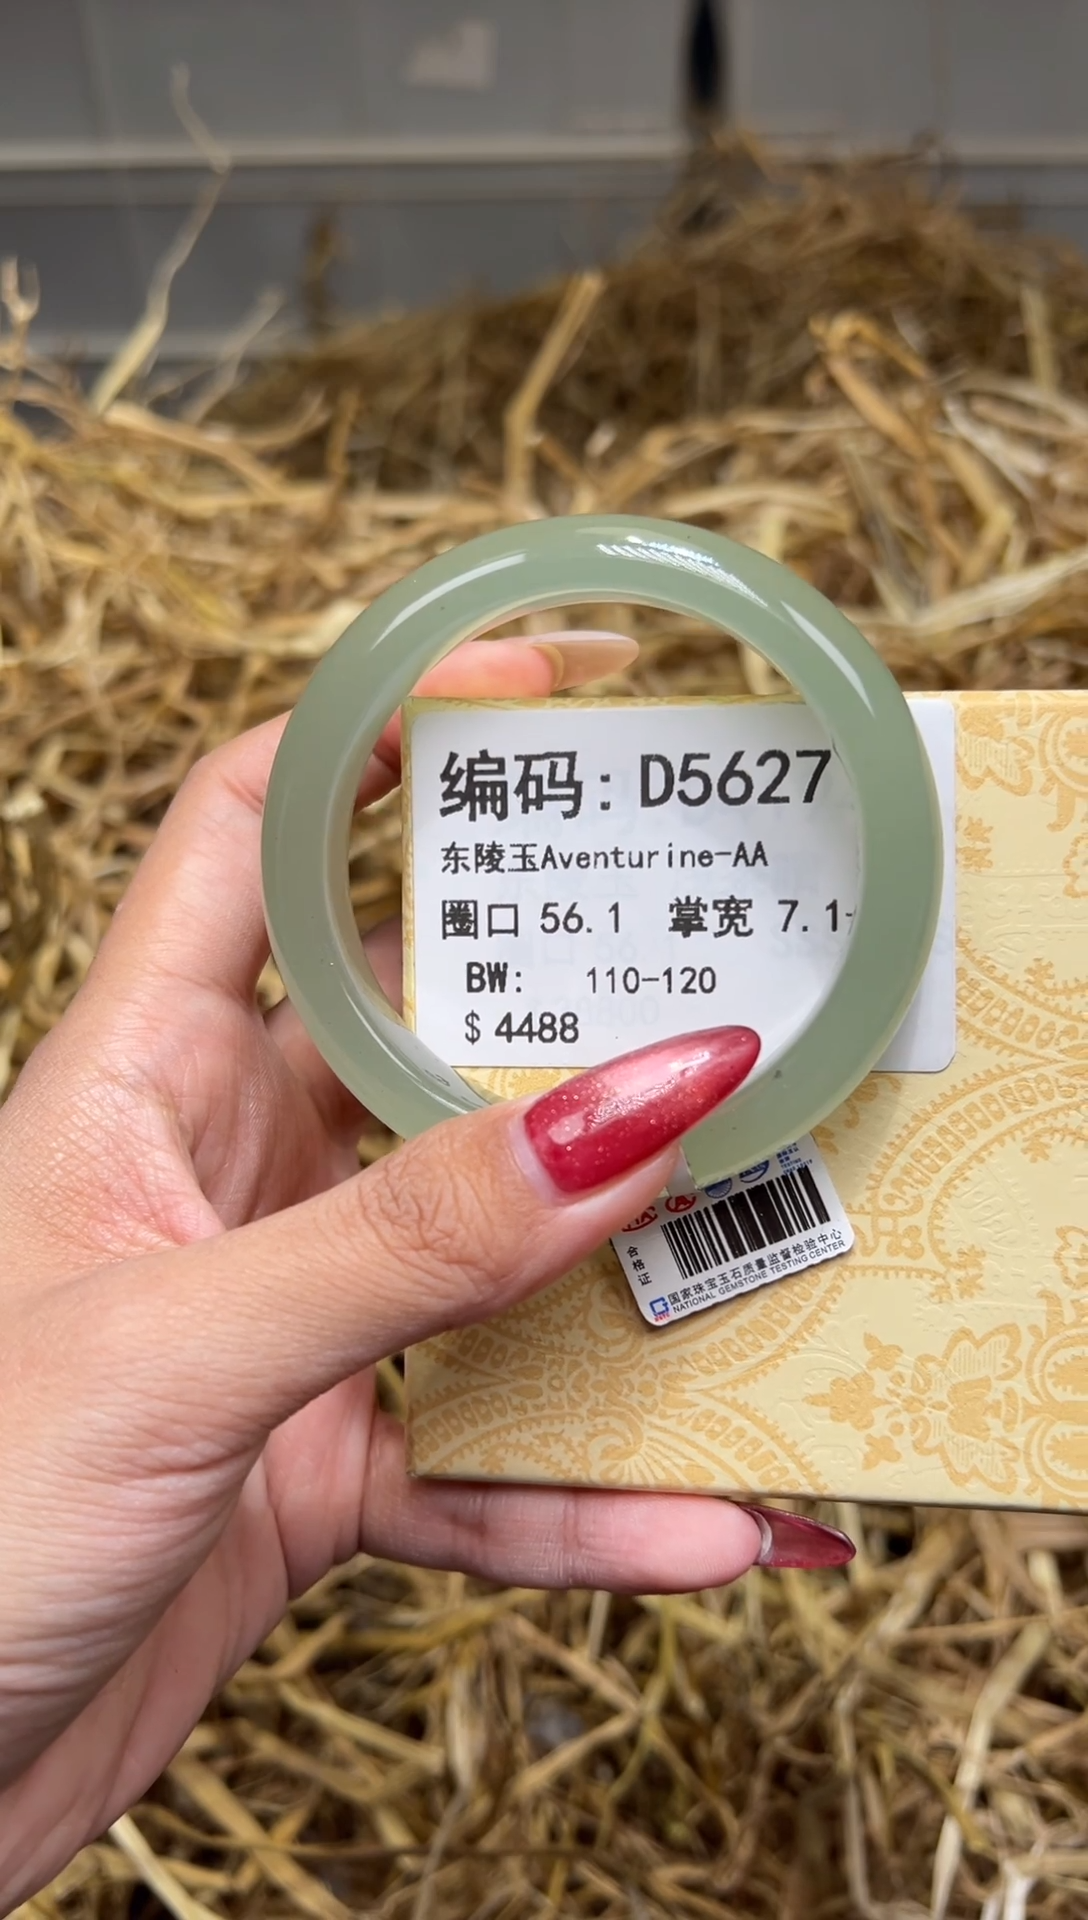 编码: D5627
东陵玉Aventurine-AA
圈口 56.1 掌宽 7.1-
BW: 110-120
$ 4488
合格证
国家珠宝玉石质量监督检验中心
NATIONAL GEMSTONE TESTING CENTER